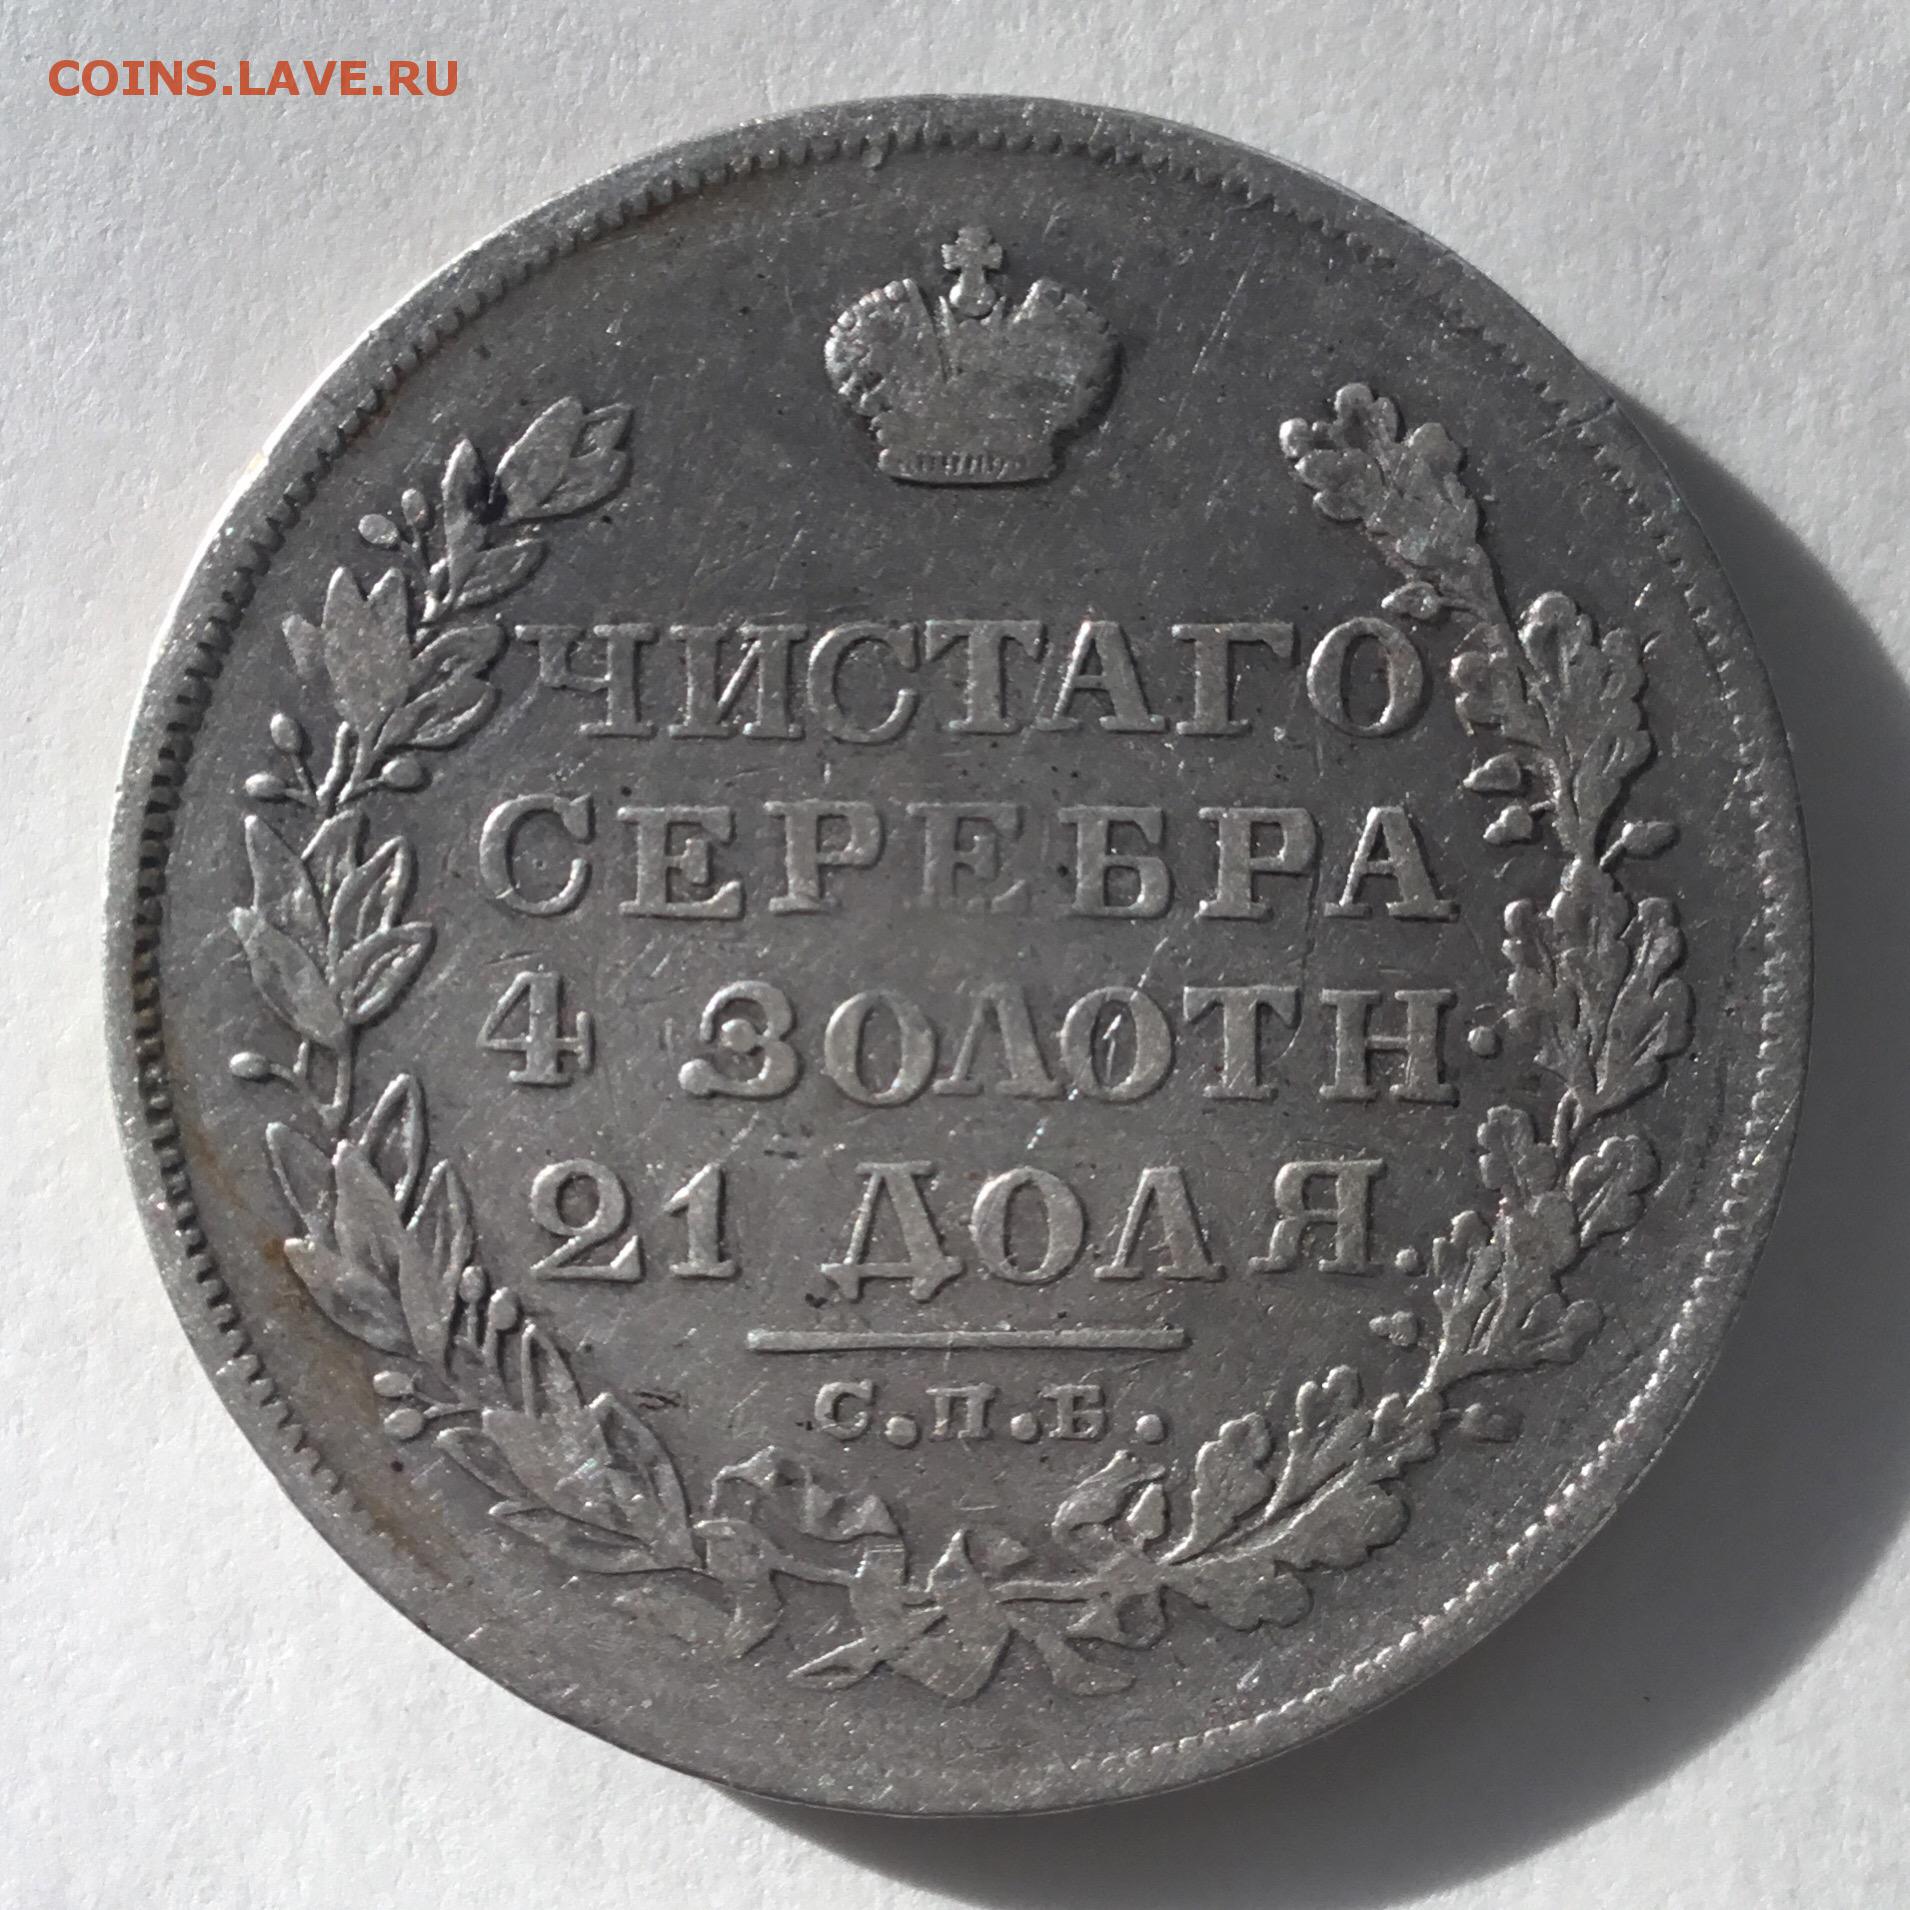 COINS.LAVE.RU
ЧИСТАГО
СЕРЕБРА
4 ЗОЛОТН.
21 ДОЛЯ.
С.П.Б.